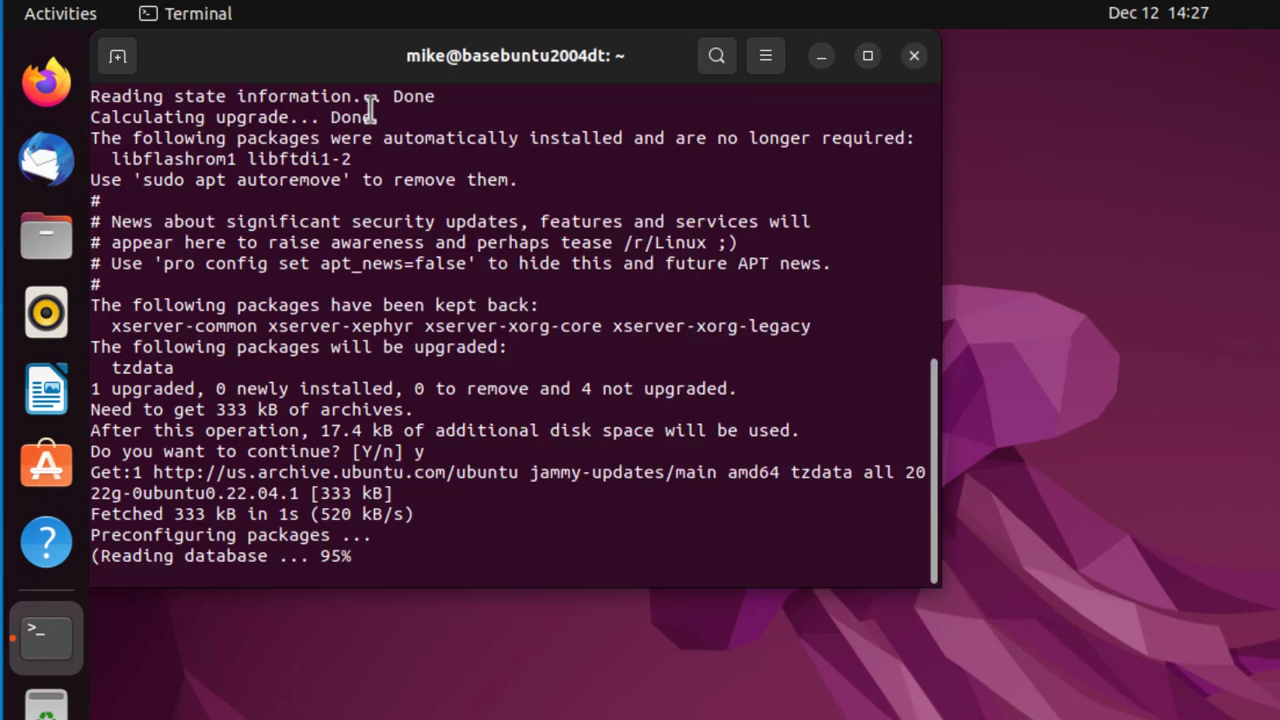 Activities Terminal Dec 12 14:27
mike@basebuntu2004dt: ~
Reading state information... Done
Calculating upgrade... Done
The following packages were automatically installed and are no longer required:
  libflashrom1 libftdi1-2
Use 'sudo apt autoremove' to remove them.
#
# News about significant security updates, features and services will
# appear here to raise awareness and perhaps tease /r/Linux ;)
# Use 'pro config set apt_news=false' to hide this and future APT news.
#
The following packages have been kept back:
  xserver-common xserver-xephyr xserver-xorg-core xserver-xorg-legacy
The following packages will be upgraded:
  tzdata
1 upgraded, 0 newly installed, 0 to remove and 4 not upgraded.
Need to get 333 kB of archives.
After this operation, 17.4 kB of additional disk space will be used.
Do you want to continue? [Y/n] y
Get:1 http://us.archive.ubuntu.com/ubuntu jammy-updates/main amd64 tzdata all 20
22g-0ubuntu0.22.04.1 [333 kB]
Fetched 333 kB in 1s (520 kB/s)
Preconfiguring packages ...
(Reading database ... 95%